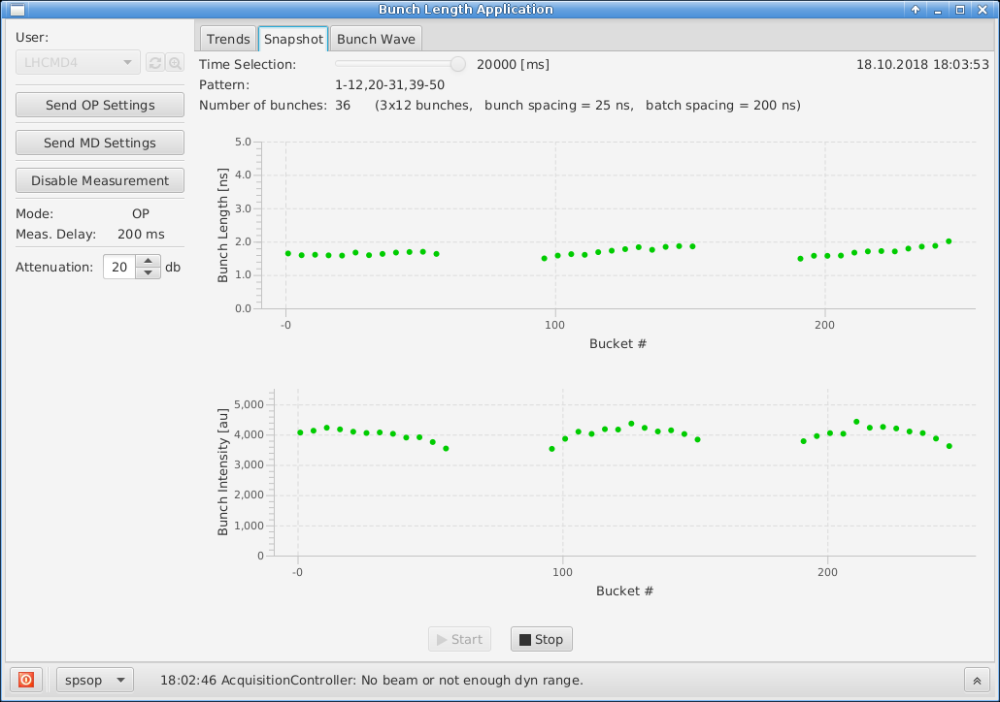 Bunch Length Application
User:
LHCMD4
Send OP Settings
Send MD Settings
Disable Measurement
Mode: OP
Meas. Delay: 200 ms
Attenuation: 20 db
Trends Snapshot Bunch Wave
Time Selection: 20000 [ms] 18.10.2018 18:03:53
Pattern: 1-12,20-31,39-50
Number of bunches: 36 (3x12 bunches, bunch spacing = 25 ns, batch spacing = 200 ns)
Bunch Length [ns]
5.0
4.0
3.0
2.0
1.0
0.0
-0 100 200
Bucket #
Bunch Intensity [au]
5,000
4,000
3,000
2,000
1,000
0
-0 100 200
Bucket #
Start Stop
spsop 18:02:46 AcquisitionController: No beam or not enough dyn range.